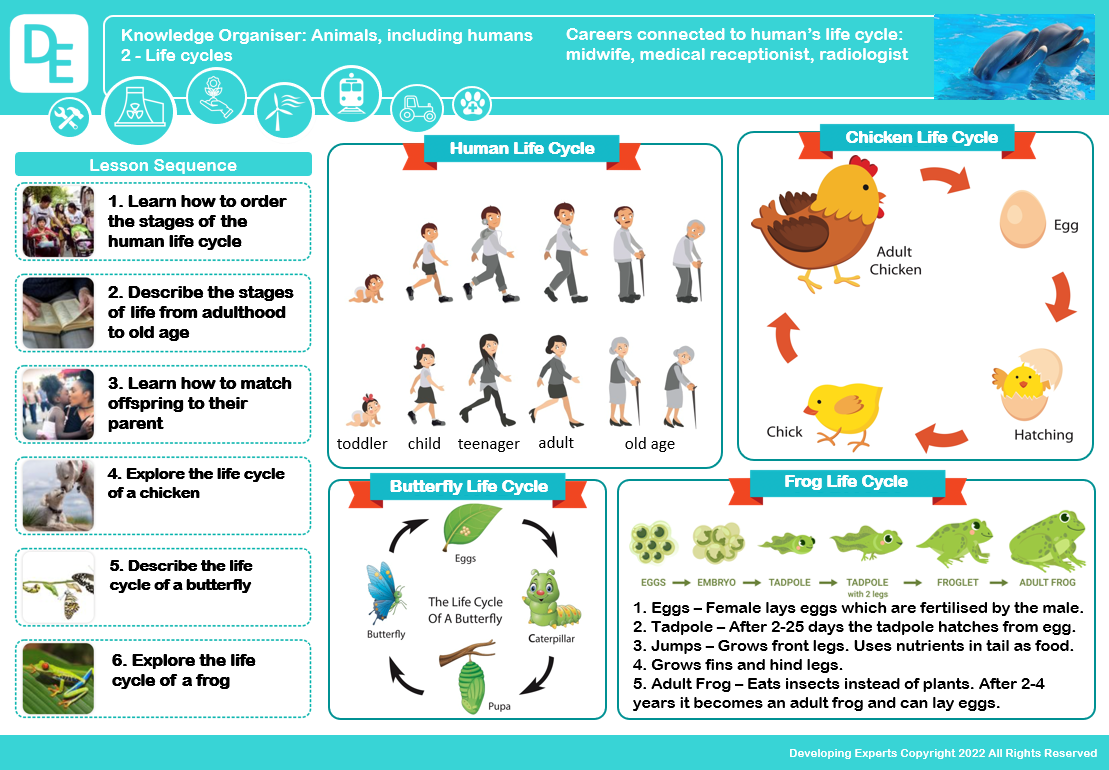 DE
Knowledge Organiser: Animals, including humans
2 - Life cycles
Careers connected to human's life cycle:
midwife, medical receptionist, radiologist
Lesson Sequence
1. Learn how to order
the stages of the
human life cycle
2. Describe the stages
of life from adulthood
to old age
3. Learn how to match
offspring to their
parent
4. Explore the life cycle
of a chicken
5. Describe the life
cycle of a butterfly
6. Explore the life
cycle of a frog
Human Life Cycle
toddler child teenager adult old age
Chicken Life Cycle
Adult
Chicken
Egg
Hatching
Chick
Butterfly Life Cycle
Eggs
The Life Cycle
Of A Butterfly
Caterpillar
Pupa
Butterfly
Frog Life Cycle
EGGS EMBRYO TADPOLE TADPOLE FROGLET ADULT FROG
with 2 legs
1. Eggs – Female lays eggs which are fertilised by the male.
2. Tadpole – After 2-25 days the tadpole hatches from egg.
3. Jumps – Grows front legs. Uses nutrients in tail as food.
4. Grows fins and hind legs.
5. Adult Frog – Eats insects instead of plants. After 2-4
years it becomes an adult frog and can lay eggs.
Developing Experts Copyright 2022 All Rights Reserved